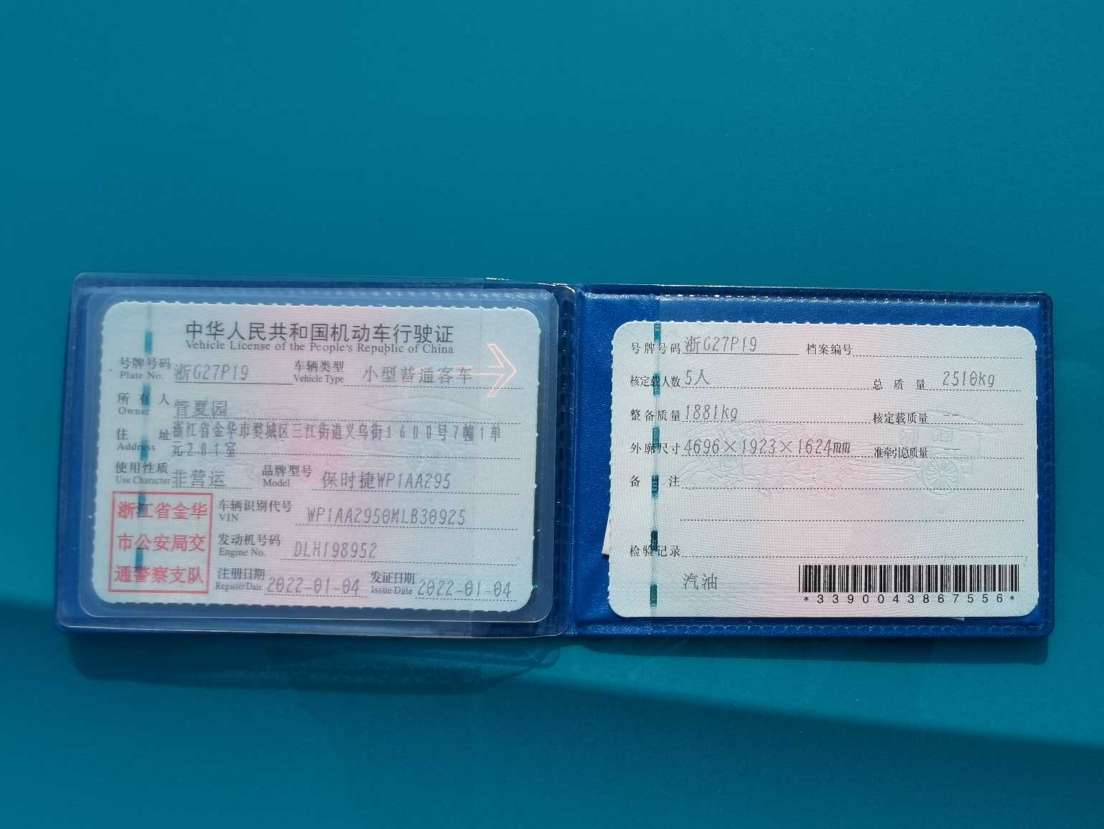 中华人民共和国机动车行驶证
Vehicle License of the People's Republic of China
号牌号码 浙G27P19 车辆类型 小型普通客车
Plate No. Vehicle Type
所有人 管夏园
Owner
住址 浙江省金华市婺城区三江街道义乌街1600号7幢1单
Address 元201室
使用性质 非营运 品牌型号 保时捷WP1AA295
Use Character Model
浙江省金华
市公安局交
通警察支队
车辆识别代号 WP1AA2950MLB30925
VIN
发动机号码 DLH198952
Engine No.
注册日期 2022-01-04 发证日期 2022-01-04
Register Date Issue Date
号牌号码 浙G27P19 档案编号
核定载人数 5人 总质量 2510kg
整备质量 1881kg 核定载质量
外廓尺寸 4696×1923×1624mm 准牵引总质量
备注
检验记录
汽油
*3390043867556*